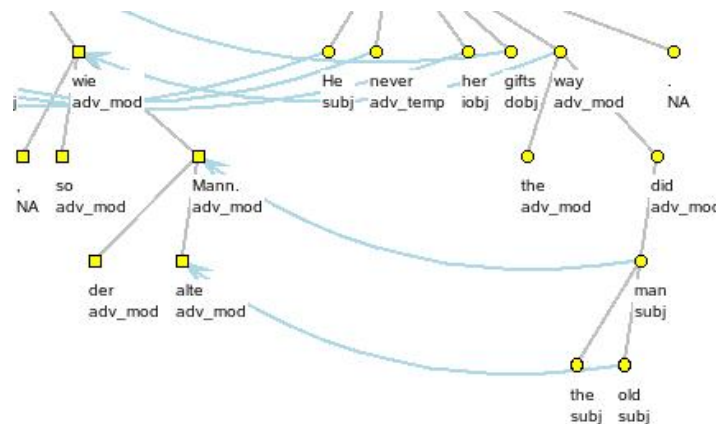 wie He never her gifts way .
j adv_mod subj adv_temp iobj dobj adv_mod NA
, so Mann. the did
NA adv_mod adv_mod adv_mod adv_mod
der alte man
adv_mod adv_mod subj
the old
subj subj